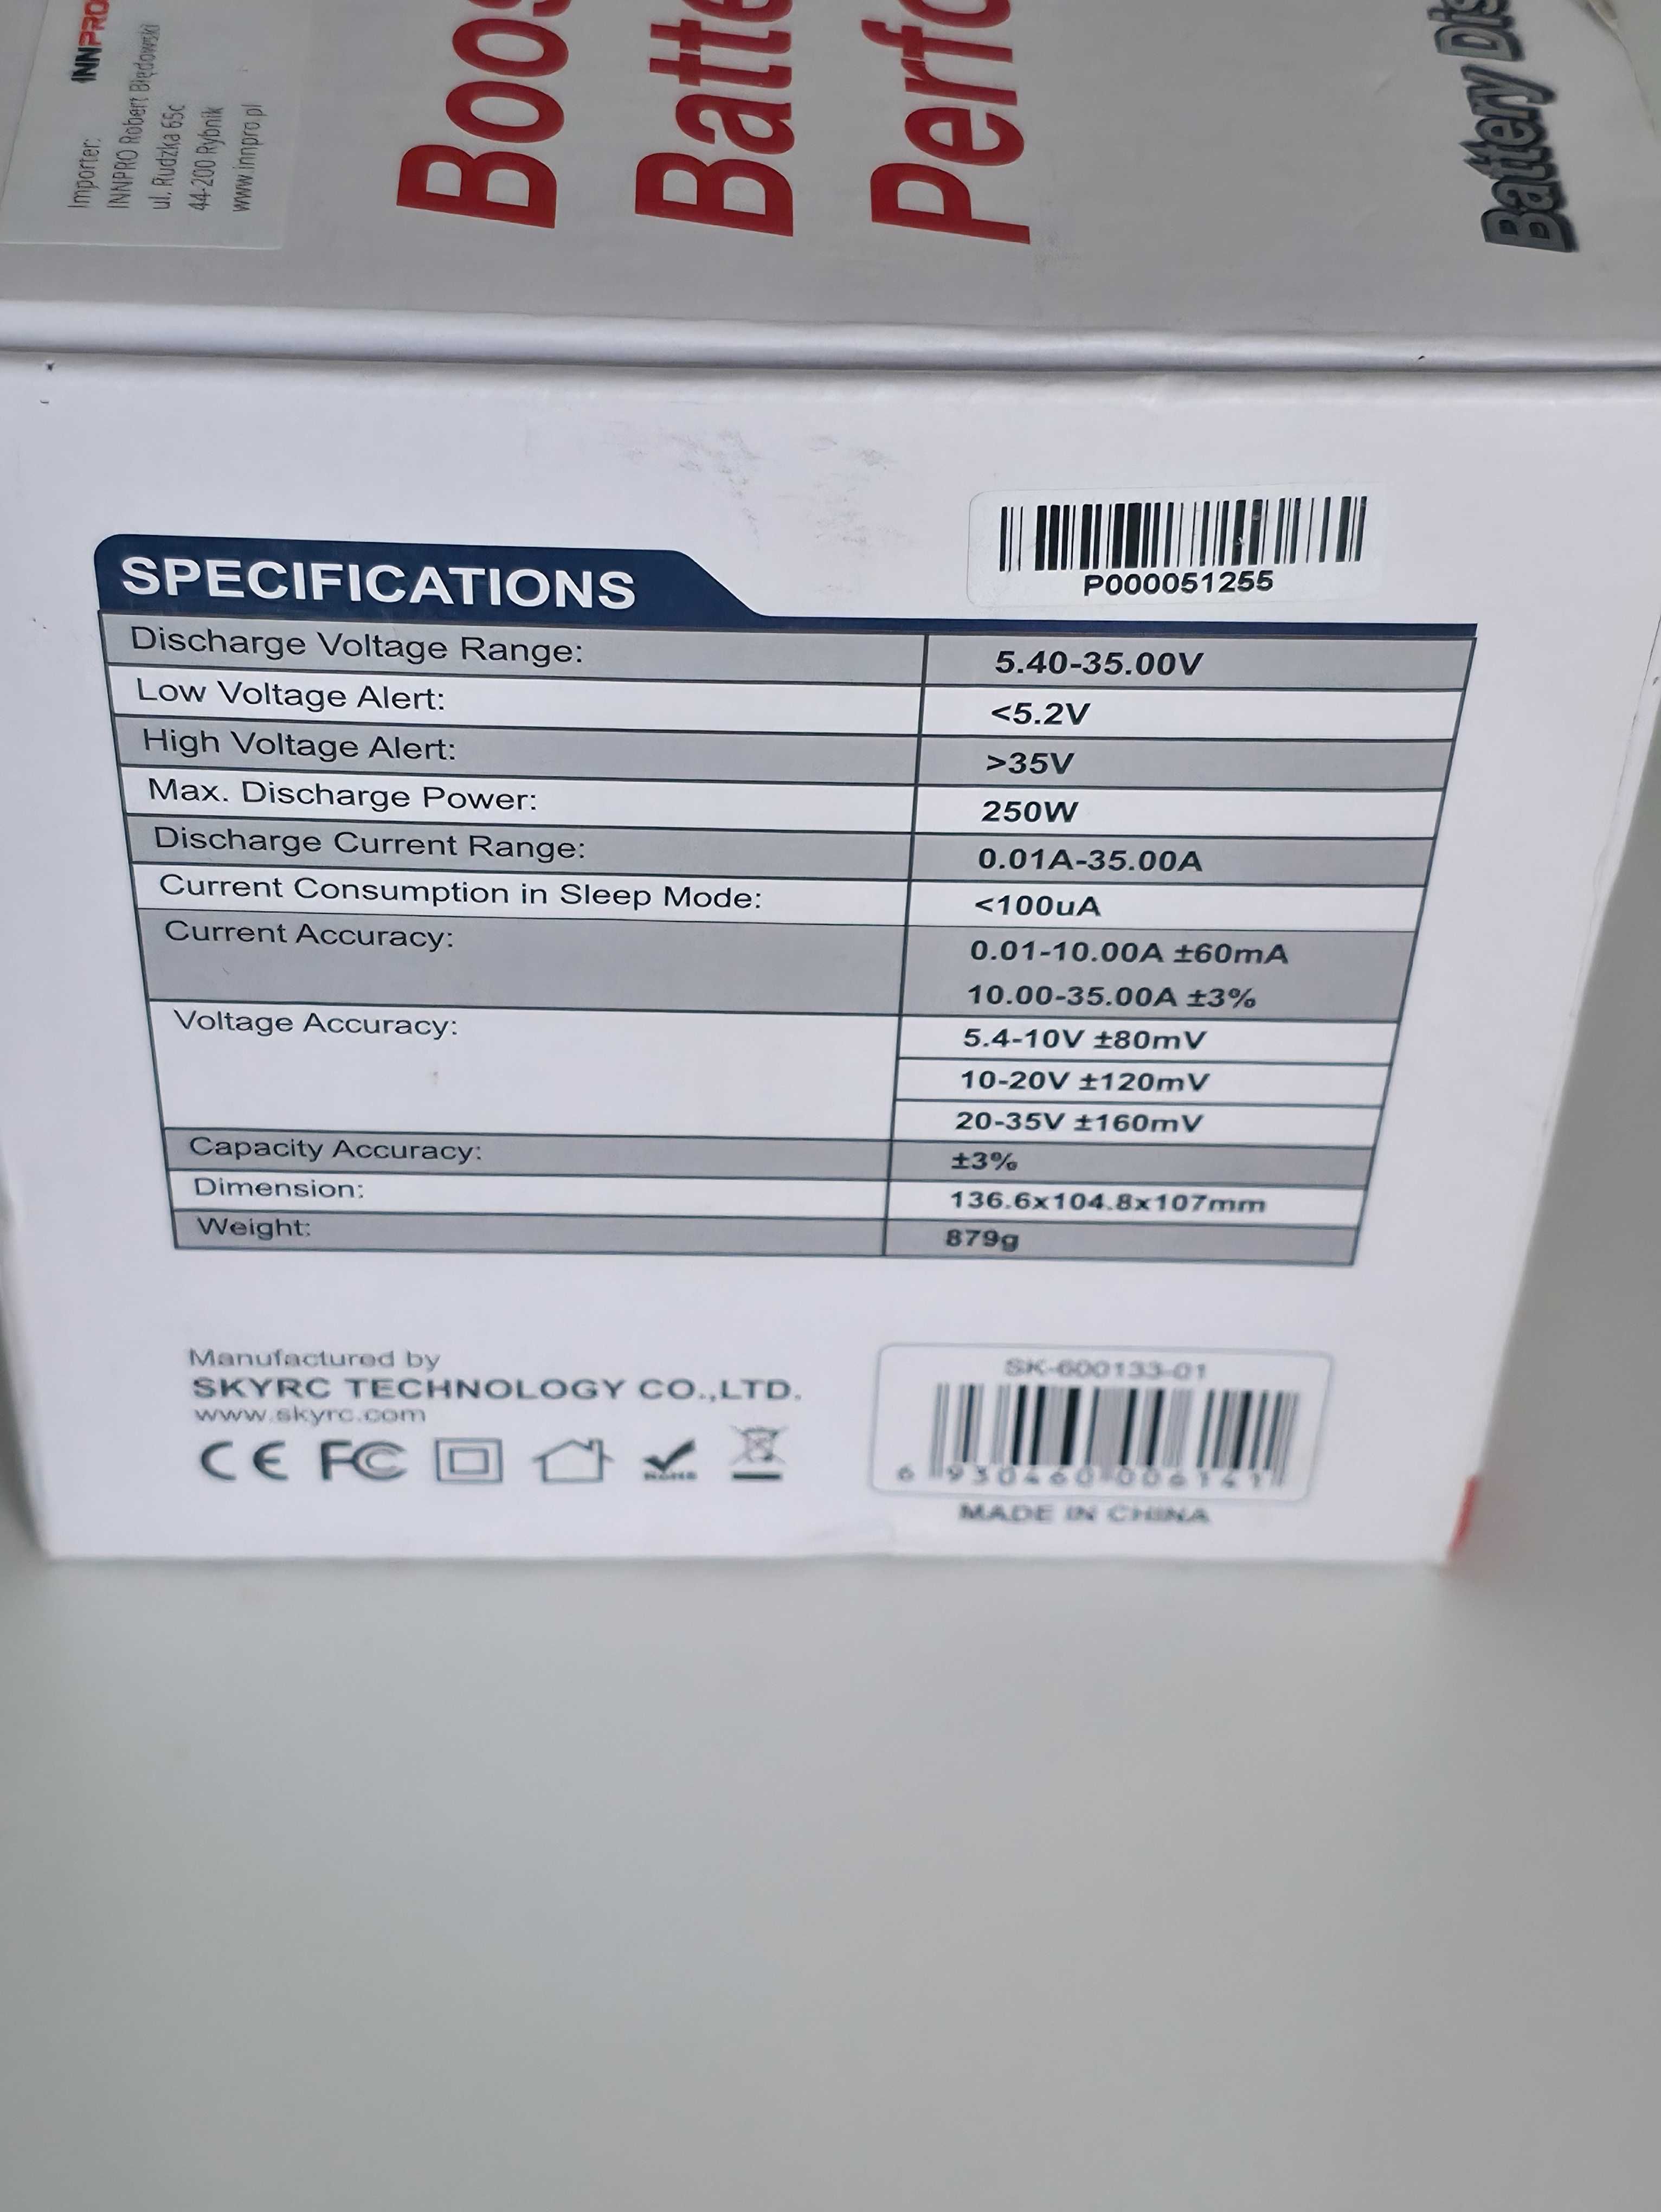 Importer: INNPRO
INNPRO Robert Błędowski
ul. Rudzka 65c
44-200 Rybnik
www.innpro.pl
Battery
P000051255
SPECIFICATIONS
Discharge Voltage Range: 5.40-35.00V
Low Voltage Alert: <5.2V
High Voltage Alert: >35V
Max. Discharge Power: 250W
Discharge Current Range: 0.01A-35.00A
Current Consumption in Sleep Mode: <100uA
Current Accuracy: 0.01-10.00A ±60mA
10.00-35.00A ±3%
Voltage Accuracy: 5.4-10V ±80mV
10-20V ±120mV
20-35V ±160mV
Capacity Accuracy: ±3%
Dimension: 136.6x104.8x107mm
Weight: 879g
Manufactured by
SKYRC TECHNOLOGY CO.,LTD.
www.skyrc.com
CE FC
RoHS
SK-600133-01
6 930460 006141
MADE IN CHINA